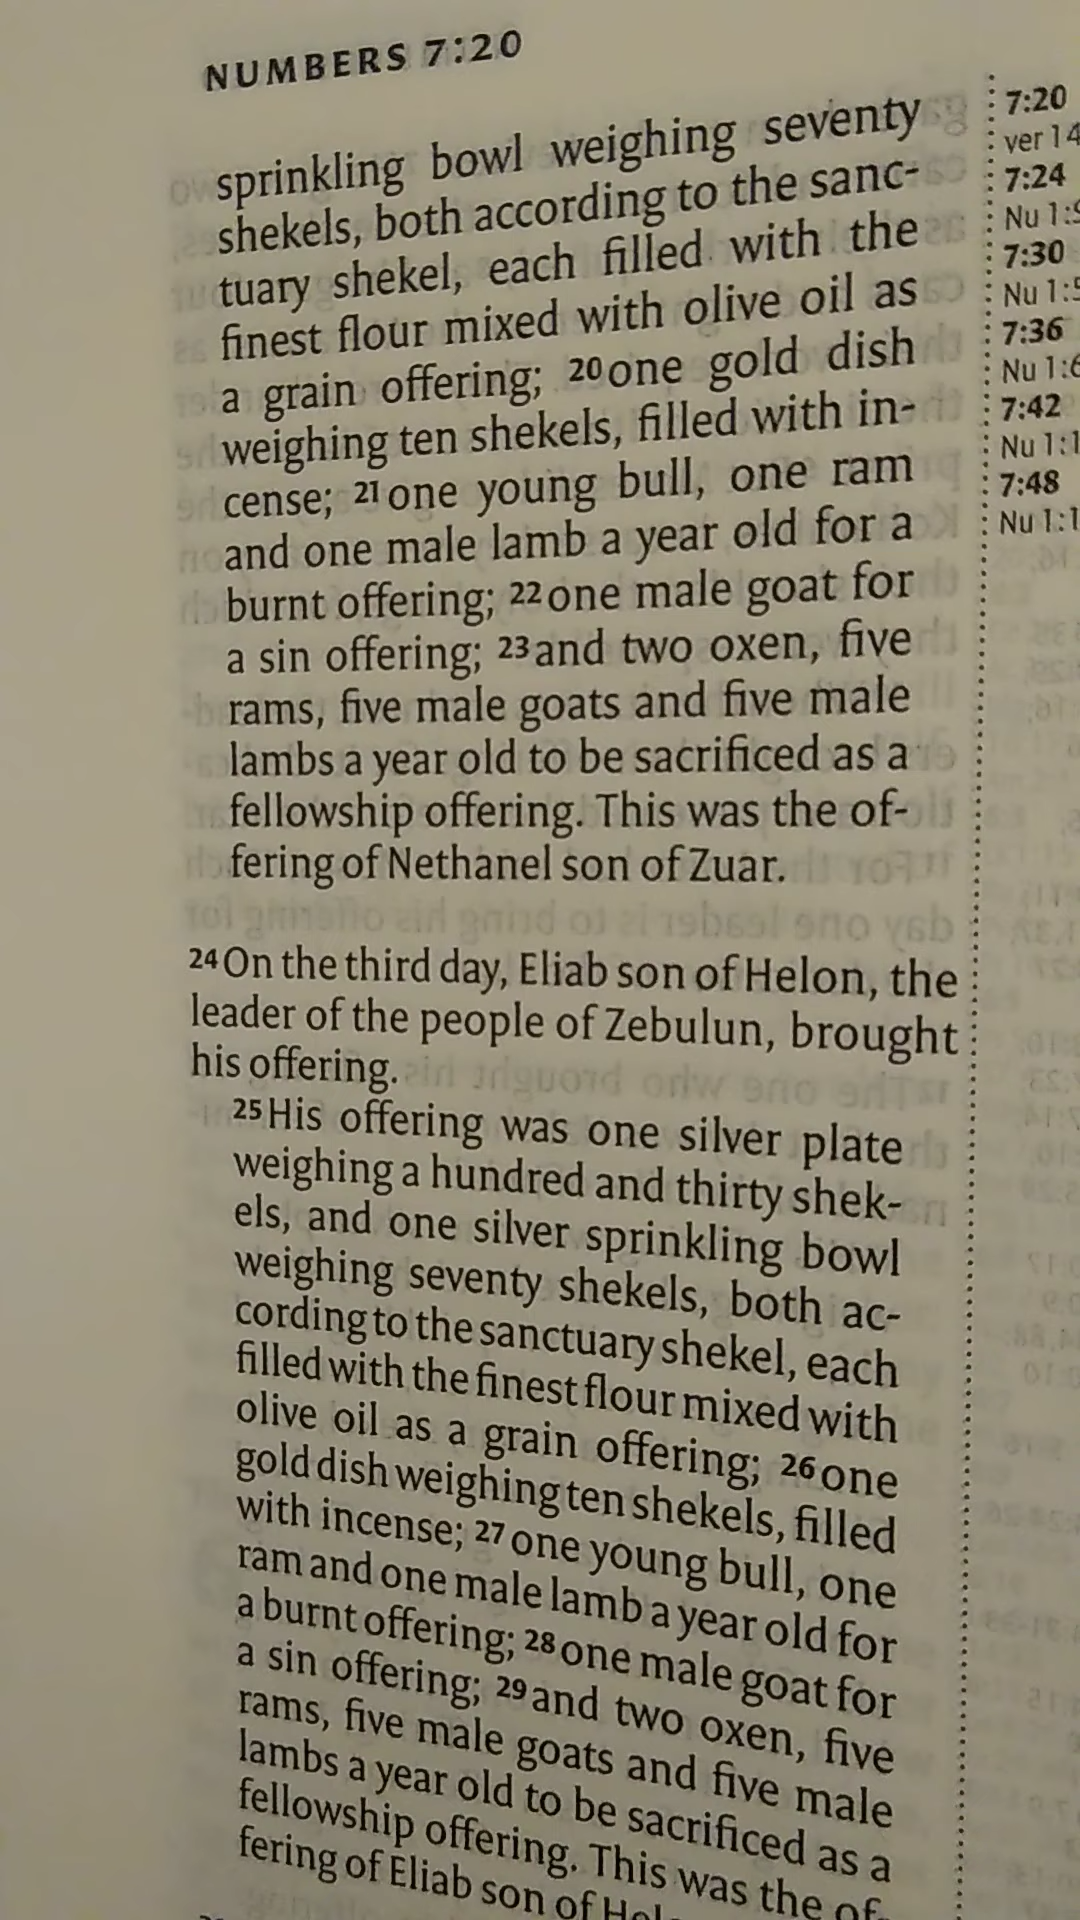 NUMBERS 7:20
sprinkling bowl weighing seventy
shekels, both according to the sanc-
tuary shekel, each filled with the
finest flour mixed with olive oil as
a grain offering; 20one gold dish
weighing ten shekels, filled with in-
cense; 21one young bull, one ram
and one male lamb a year old for a
burnt offering; 22one male goat for
a sin offering; 23and two oxen, five
rams, five male goats and five male
lambs a year old to be sacrificed as a
fellowship offering. This was the of-
fering of Nethanel son of Zuar.
24On the third day, Eliab son of Helon, the
leader of the people of Zebulun, brought
his offering.
25His offering was one silver plate
weighing a hundred and thirty shek-
els, and one silver sprinkling bowl
weighing seventy shekels, both ac-
cording to the sanctuary shekel, each
filled with the finest flour mixed with
olive oil as a grain offering; 26one
gold dish weighing ten shekels, filled
with incense; 27one young bull, one
ram and one male lamb a year old for
a burnt offering; 28one male goat for
a sin offering; 29and two oxen, five
rams, five male goats and five male
lambs a year old to be sacrificed as a
fellowship offering. This was the of-
fering of Eliab son of
7:20
ver 14
7:24
Nu
7:30
Nu
7:36
Nu
7:42
Nu
7:48
Nu